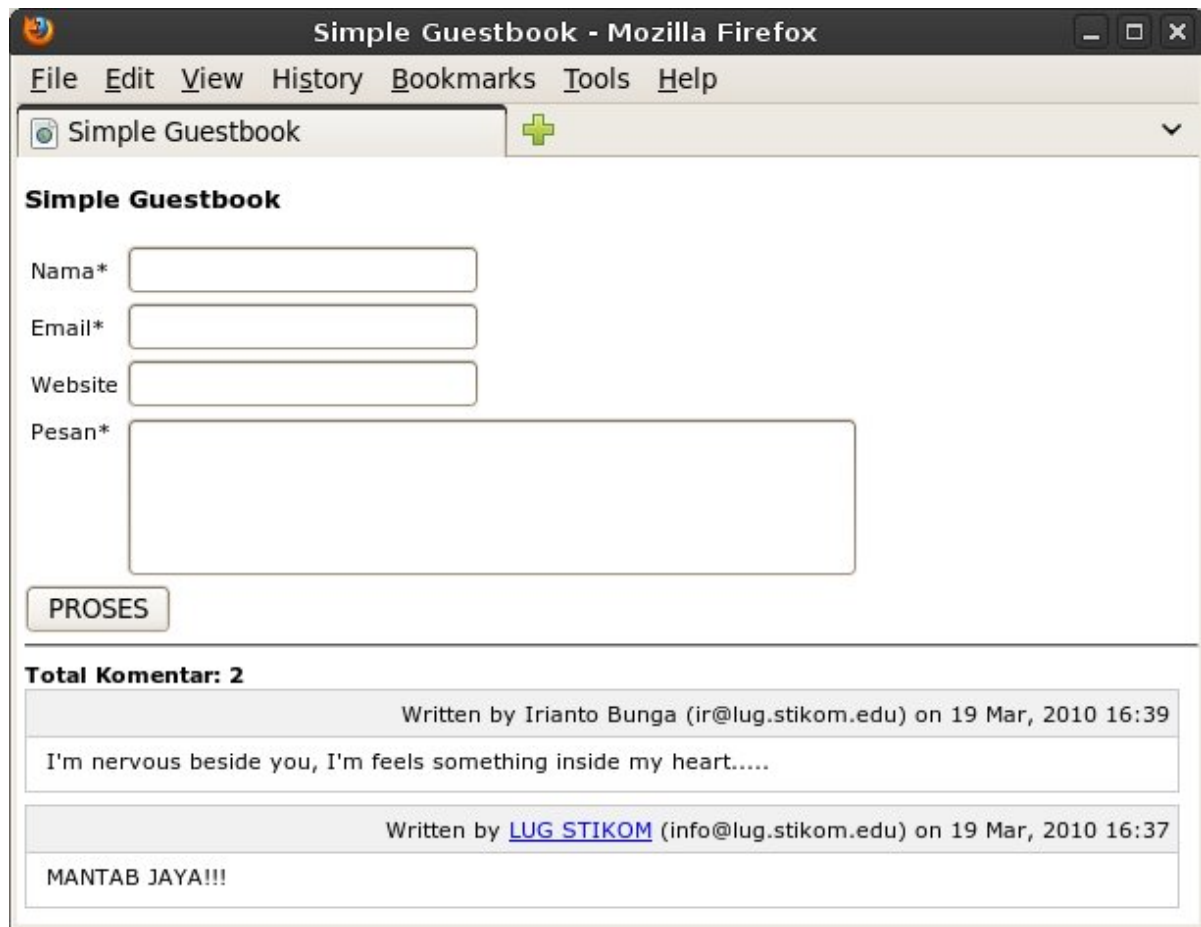 Simple Guestbook - Mozilla Firefox
File Edit View History Bookmarks Tools Help
Simple Guestbook
Simple Guestbook
Nama*
Email*
Website
Pesan*
PROSES
Total Komentar: 2
Written by Irianto Bunga (ir@lug.stikom.edu) on 19 Mar, 2010 16:39
I'm nervous beside you, I'm feels something inside my heart.....
Written by LUG STIKOM (info@lug.stikom.edu) on 19 Mar, 2010 16:37
MANTAB JAYA!!!